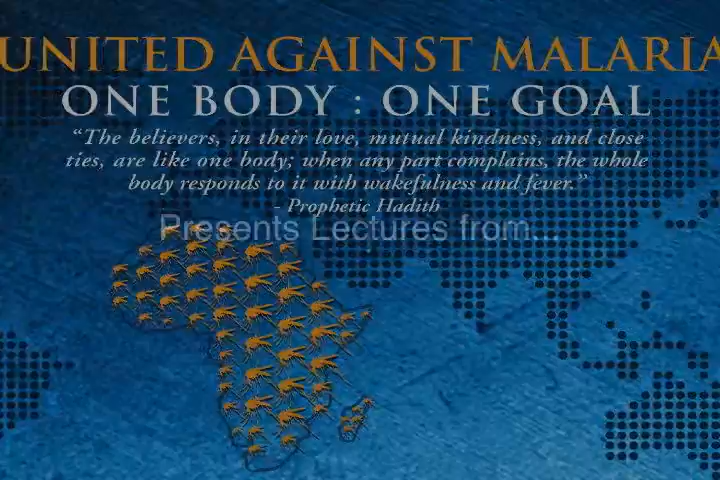 UNITED AGAINST MALARIA
ONE BODY : ONE GOAL
“The believers, in their love, mutual kindness, and close
ties, are like one body; when any part complains, the whole
body responds to it with wakefulness and fever.”
- Prophetic Hadith
Presents Lectures from...